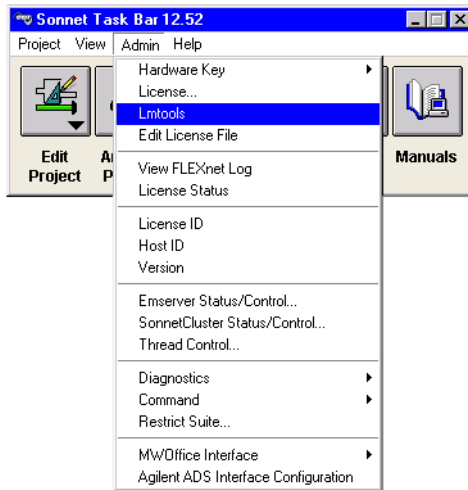 Sonnet Task Bar 12.52
Project View Admin Help
Hardware Key
License...
Lmtools
Edit License File
View FLEXnet Log
License Status
License ID
Host ID
Version
Emserver Status/Control...
SonnetCluster Status/Control...
Thread Control...
Diagnostics
Command
Restrict Suite...
MWOffice Interface
Agilent ADS Interface Configuration
Edit
Project
Manuals